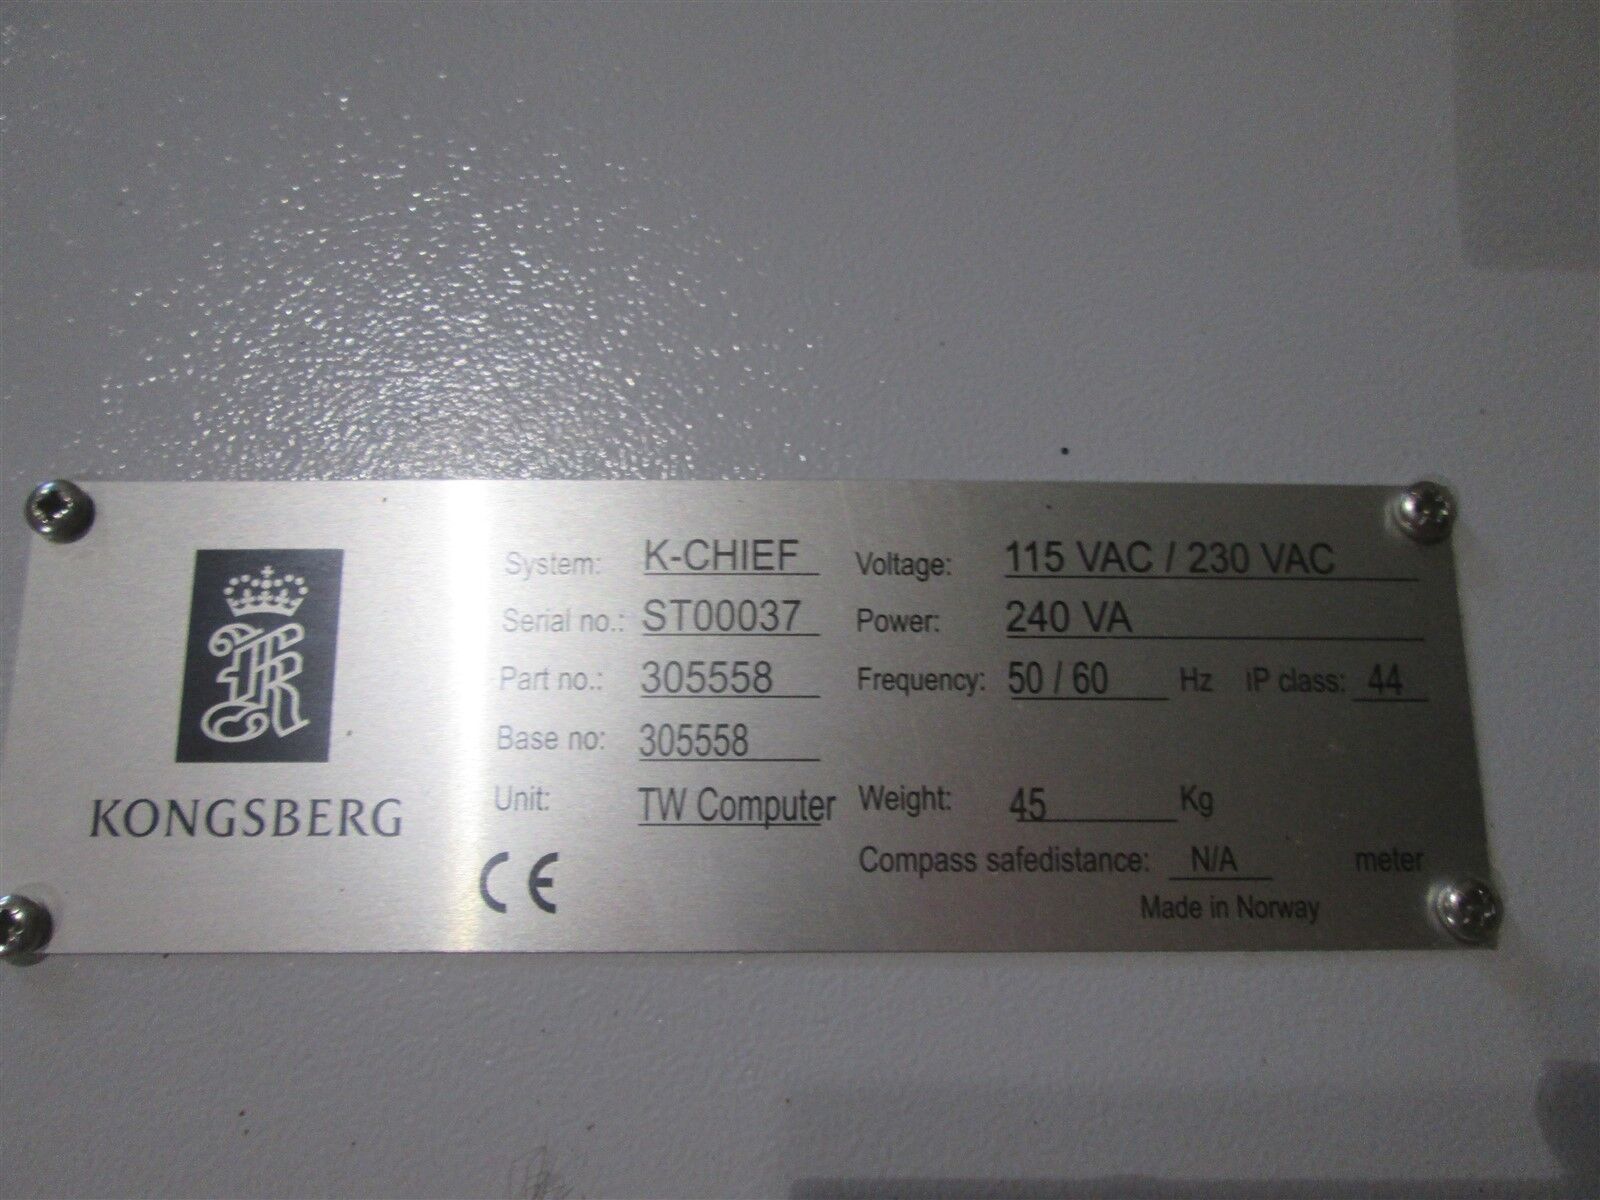 System: K-CHIEF Voltage: 115 VAC / 230 VAC
Serial no.: ST00037 Power: 240 VA
Part no.: 305558 Frequency: 50 / 60 Hz IP class: 44
Base no: 305558
Unit: TW Computer Weight: 45 Kg
KONGSBERG
CE
Compass safedistance: N/A meter
Made in Norway